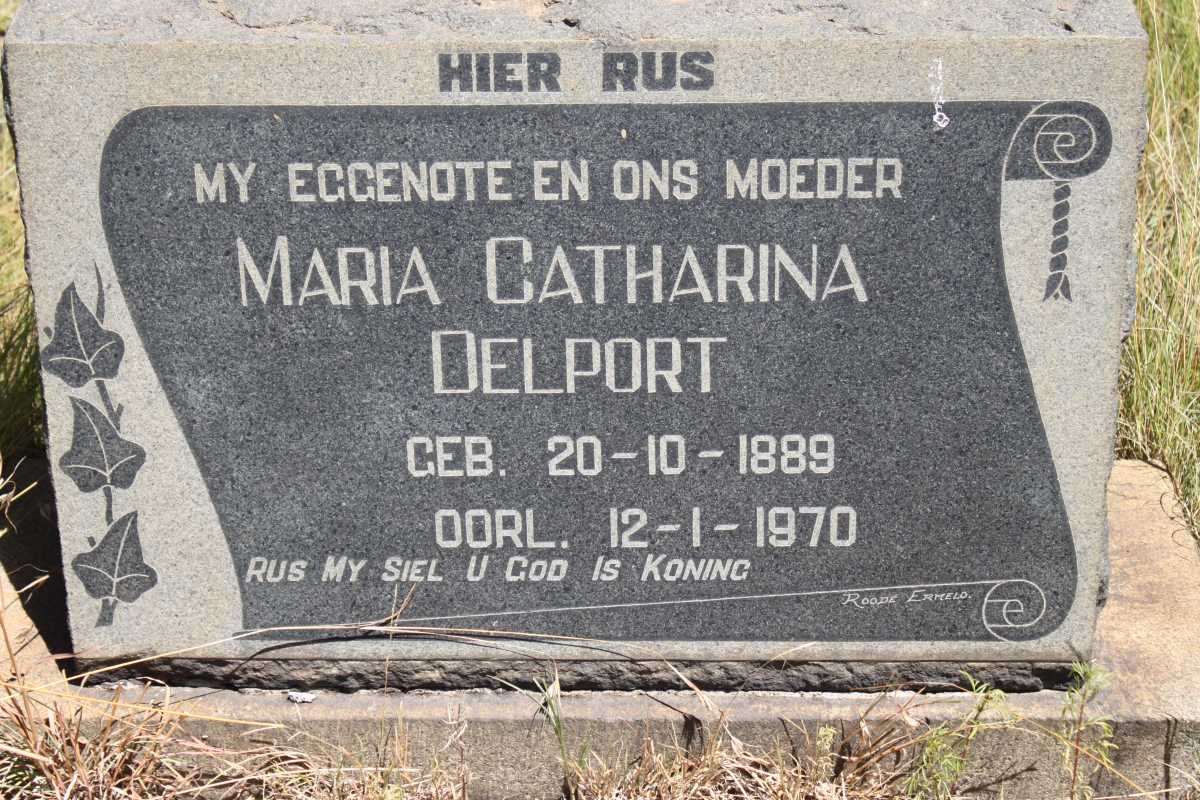 HIER RUS
MY EGGENOTE EN ONS MOEDER
MARIA CATHARINA
DELPORT
GEB. 20-10-1889
OORL. 12-1-1970
RUS MY SIEL U GOD IS KONING
ROODE ERMELO.